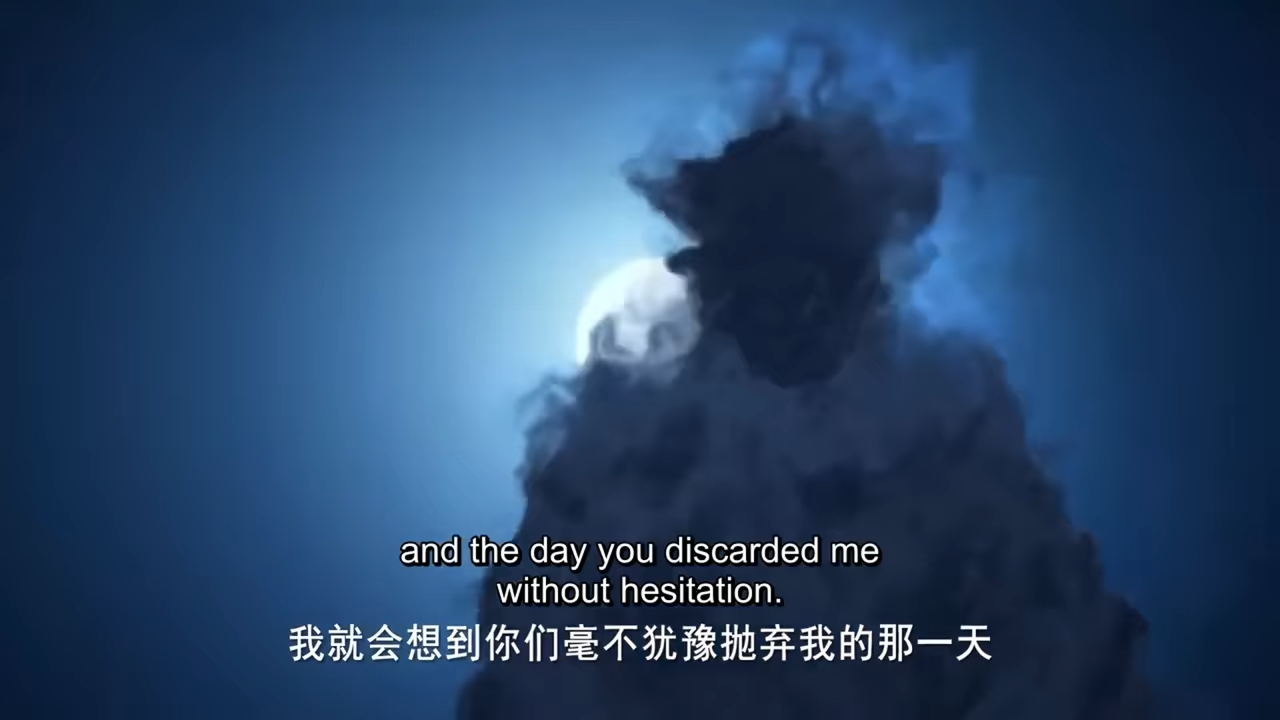 and the day you discarded me
without hesitation.
我就会想到你们毫不犹豫抛弃我的那一天